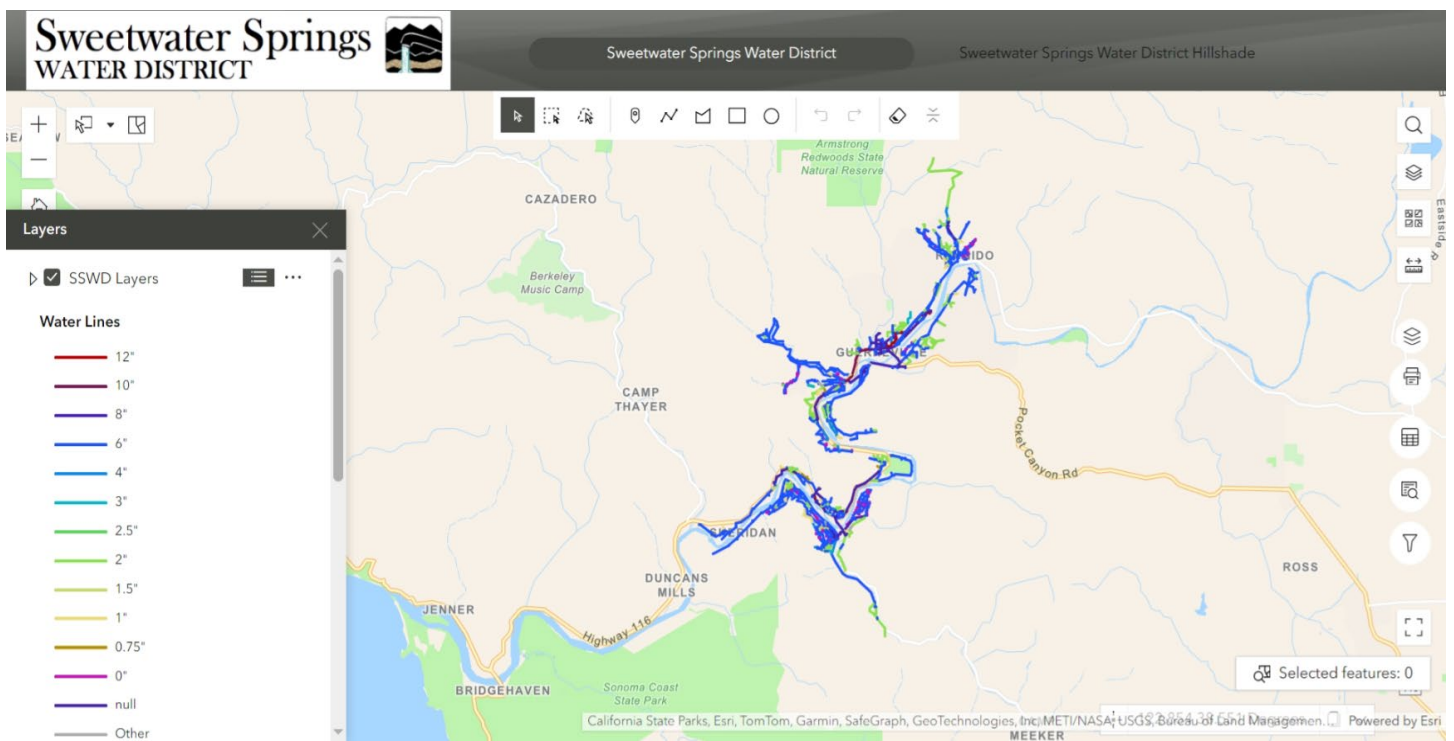 Sweetwater Springs
WATER DISTRICT
Sweetwater Springs Water District
Sweetwater Springs Water District Hillshade
Armstrong
Redwoods State
Natural Reserve
CAZADERO
Eastside
Layers
Berkeley
Music Camp
SSWD Layers
Water Lines
12"
10"
8"
6"
4"
3"
2.5"
2"
1.5"
1"
0.75"
0"
null
Other
CAMP
THAYER
Pocket Canyon Rd
SHERIDAN
DUNCANS
MILLS
ROSS
JENNER
Highway 116
BRIDGEHAVEN
Sonoma Coast
State Park
Selected features: 0
California State Parks, Esri, TomTom, Garmin, SafeGraph, GeoTechnologies, Inc, METI/NASA, USGS, Bureau of Land Managemen...
Powered by Esri
MEEKER